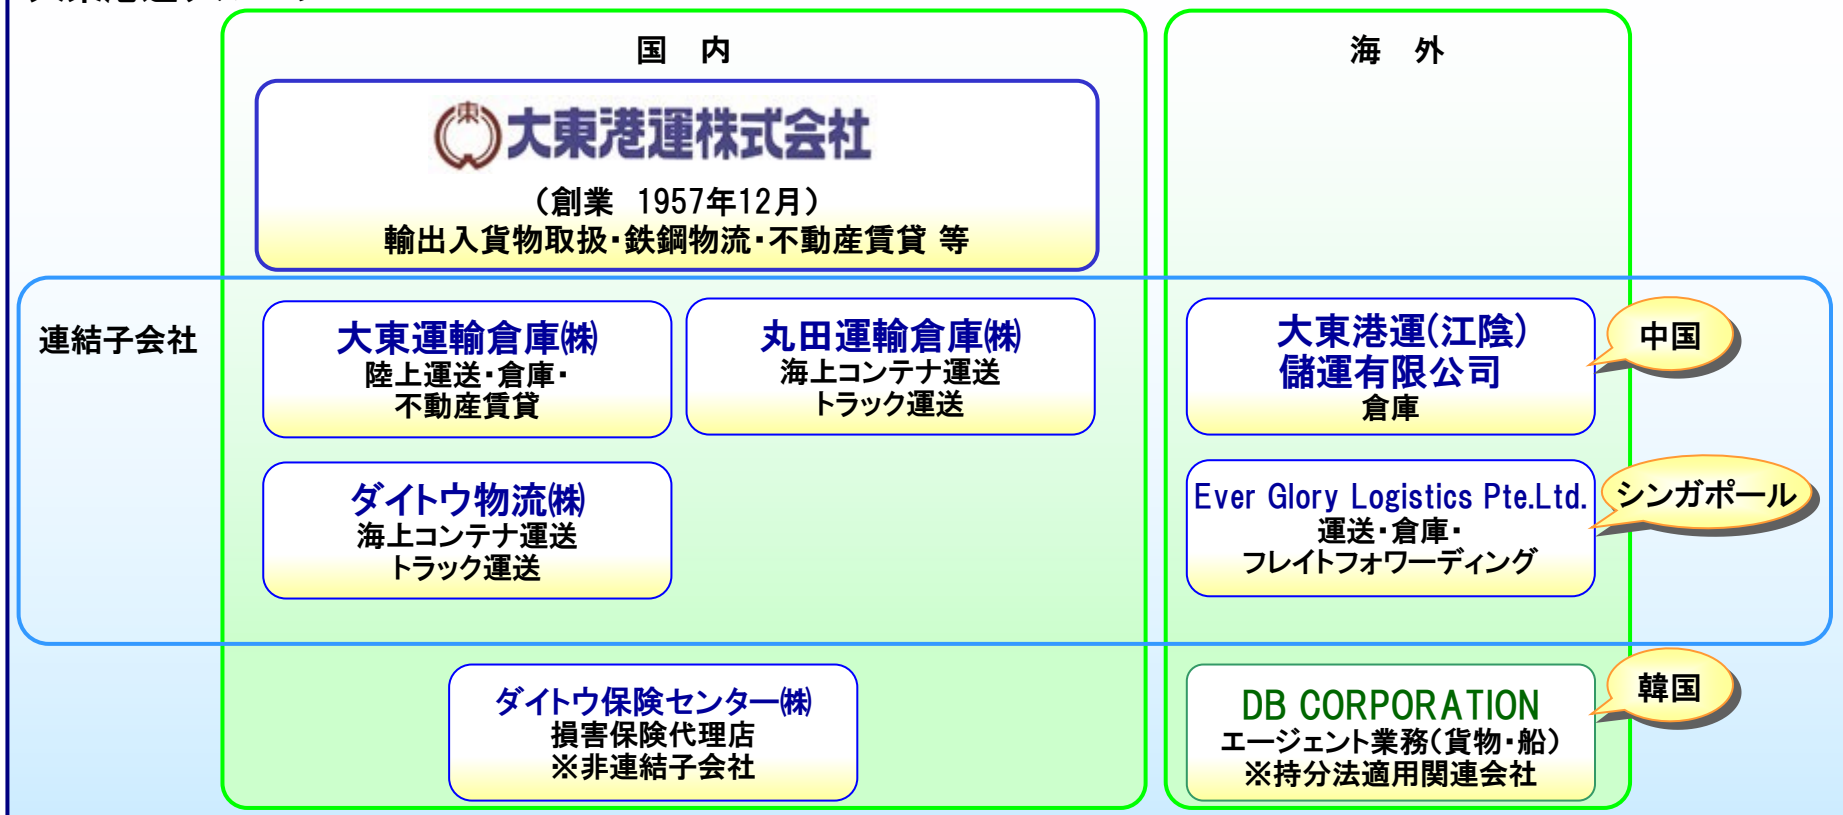 国 内
海 外
大東港運株式会社
（創業 1957年12月）
輸出入貨物取扱・鉄鋼物流・不動産賃貸 等
連結子会社
大東運輸倉庫㈱
陸上運送・倉庫・
不動産賃貸
丸田運輸倉庫㈱
海上コンテナ運送
トラック運送
大東港運(江陰)
儲運有限公司
倉庫
中国
ダイトウ物流㈱
海上コンテナ運送
トラック運送
Ever Glory Logistics Pte.Ltd.
運送・倉庫・
フレイトフォワーディング
シンガポール
ダイトウ保険センター㈱
損害保険代理店
※非連結子会社
DB CORPORATION
エージェント業務(貨物・船)
※持分法適用関連会社
韓国